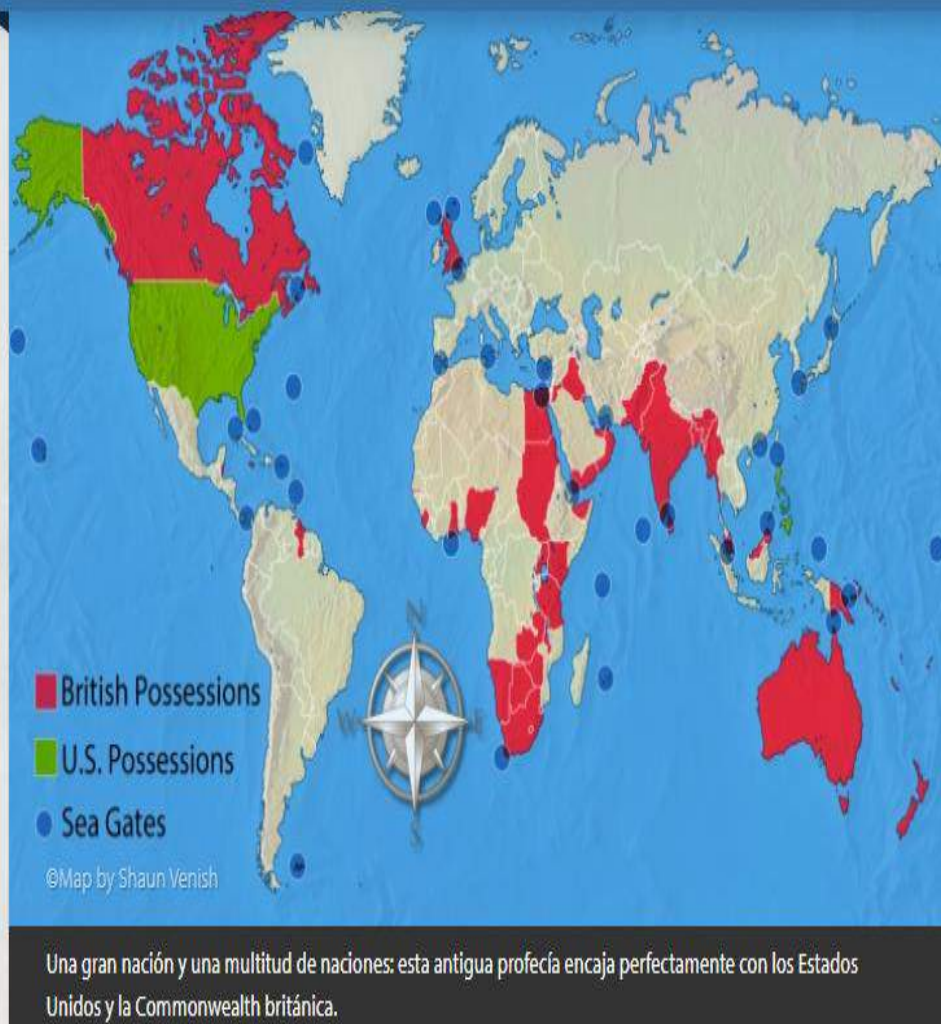 N
W E
S
British Possessions
U.S. Possessions
Sea Gates
©Map by Shaun Venish
Una gran nación y una multitud de naciones: esta antigua profecía encaja perfectamente con los Estados
Unidos y la Commonwealth británica.